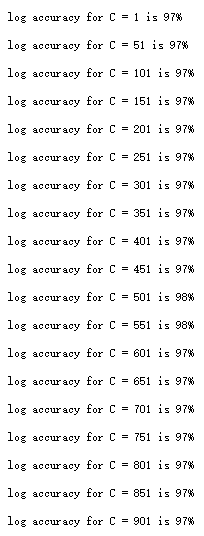 log accuracy for C = 1 is 97%
log accuracy for C = 51 is 97%
log accuracy for C = 101 is 97%
log accuracy for C = 151 is 97%
log accuracy for C = 201 is 97%
log accuracy for C = 251 is 97%
log accuracy for C = 301 is 97%
log accuracy for C = 351 is 97%
log accuracy for C = 401 is 97%
log accuracy for C = 451 is 97%
log accuracy for C = 501 is 98%
log accuracy for C = 551 is 98%
log accuracy for C = 601 is 97%
log accuracy for C = 651 is 97%
log accuracy for C = 701 is 97%
log accuracy for C = 751 is 97%
log accuracy for C = 801 is 97%
log accuracy for C = 851 is 97%
log accuracy for C = 901 is 97%